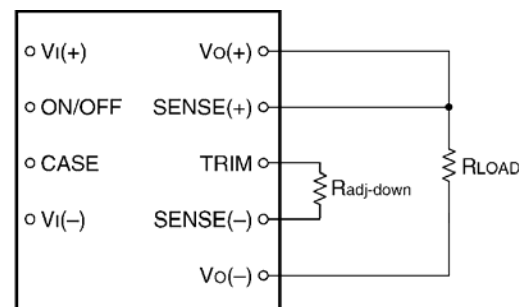 VI(+) VO(+)
ON/OFF SENSE(+)
CASE TRIM
RLOAD
Radj-down
VI(–) SENSE(–)
VO(–)